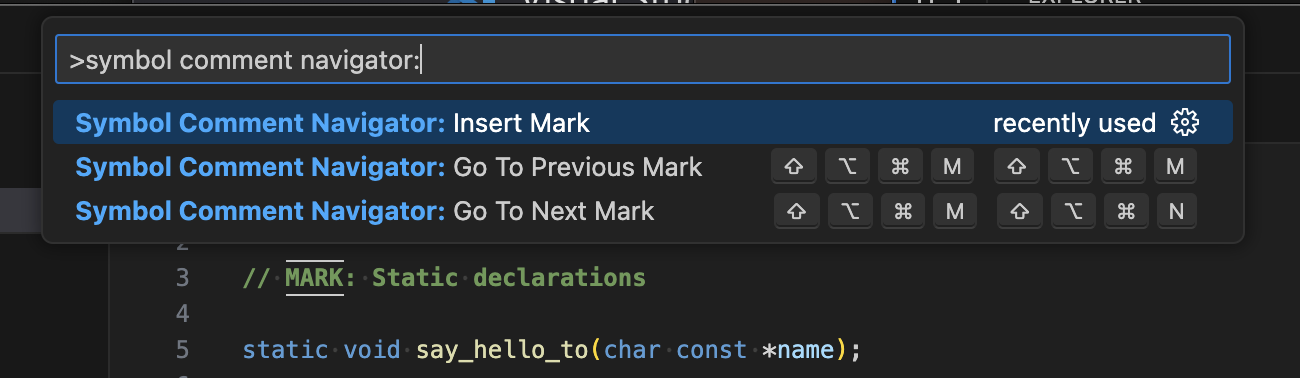 EXPLORER
>symbol comment navigator:
Symbol Comment Navigator: Insert Mark recently used
Symbol Comment Navigator: Go To Previous Mark ⇧ ⌥ ⌘ M ⇧ ⌥ ⌘ M
Symbol Comment Navigator: Go To Next Mark ⇧ ⌥ ⌘ M ⇧ ⌥ ⌘ N
2
3 // MARK: Static declarations
4
5 static void say_hello_to(char const *name);